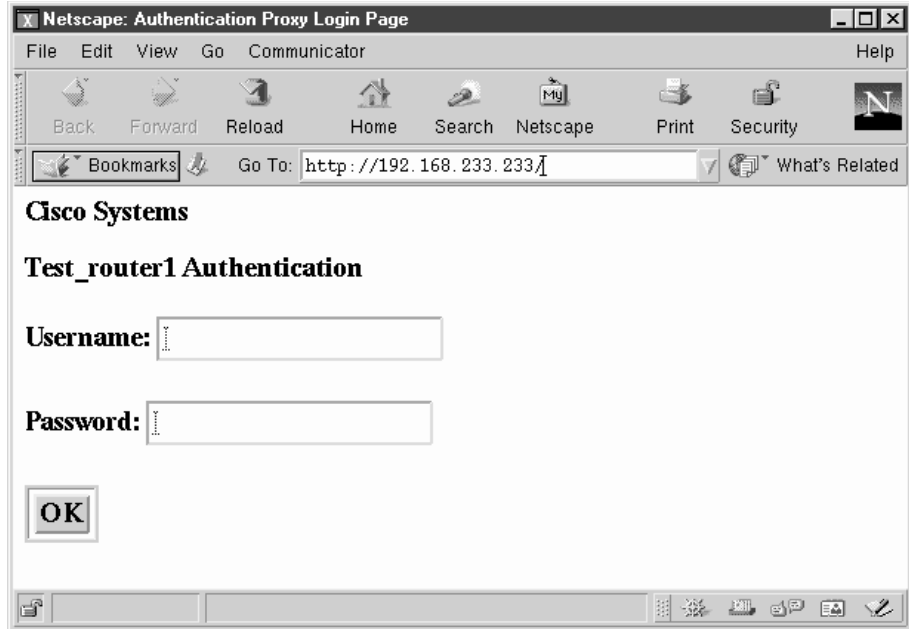 X Netscape: Authentication Proxy Login Page
File Edit View Go Communicator Help
My N
Back Forward Reload Home Search Netscape Print Security
Bookmarks Go To: http://192.168.233.233/ What's Related
Cisco Systems
Test_router1 Authentication
Username:
Password:
OK